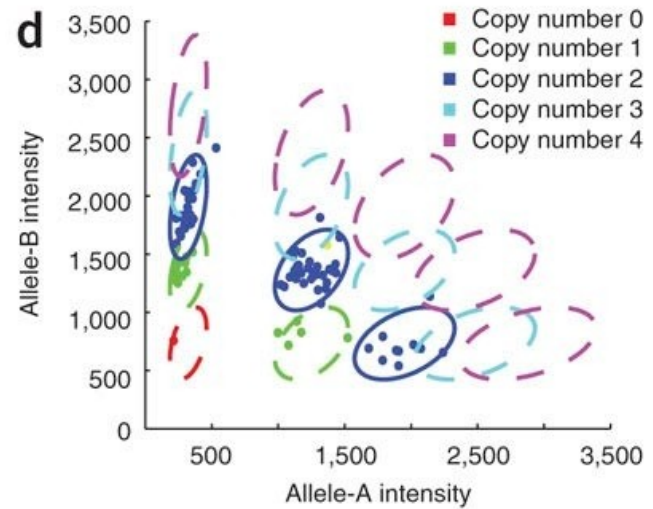 d
3,500
3,000
2,500
2,000
1,500
1,000
500
0
Allele-B intensity
Copy number 0
Copy number 1
Copy number 2
Copy number 3
Copy number 4
500
1,500
2,500
3,500
Allele-A intensity